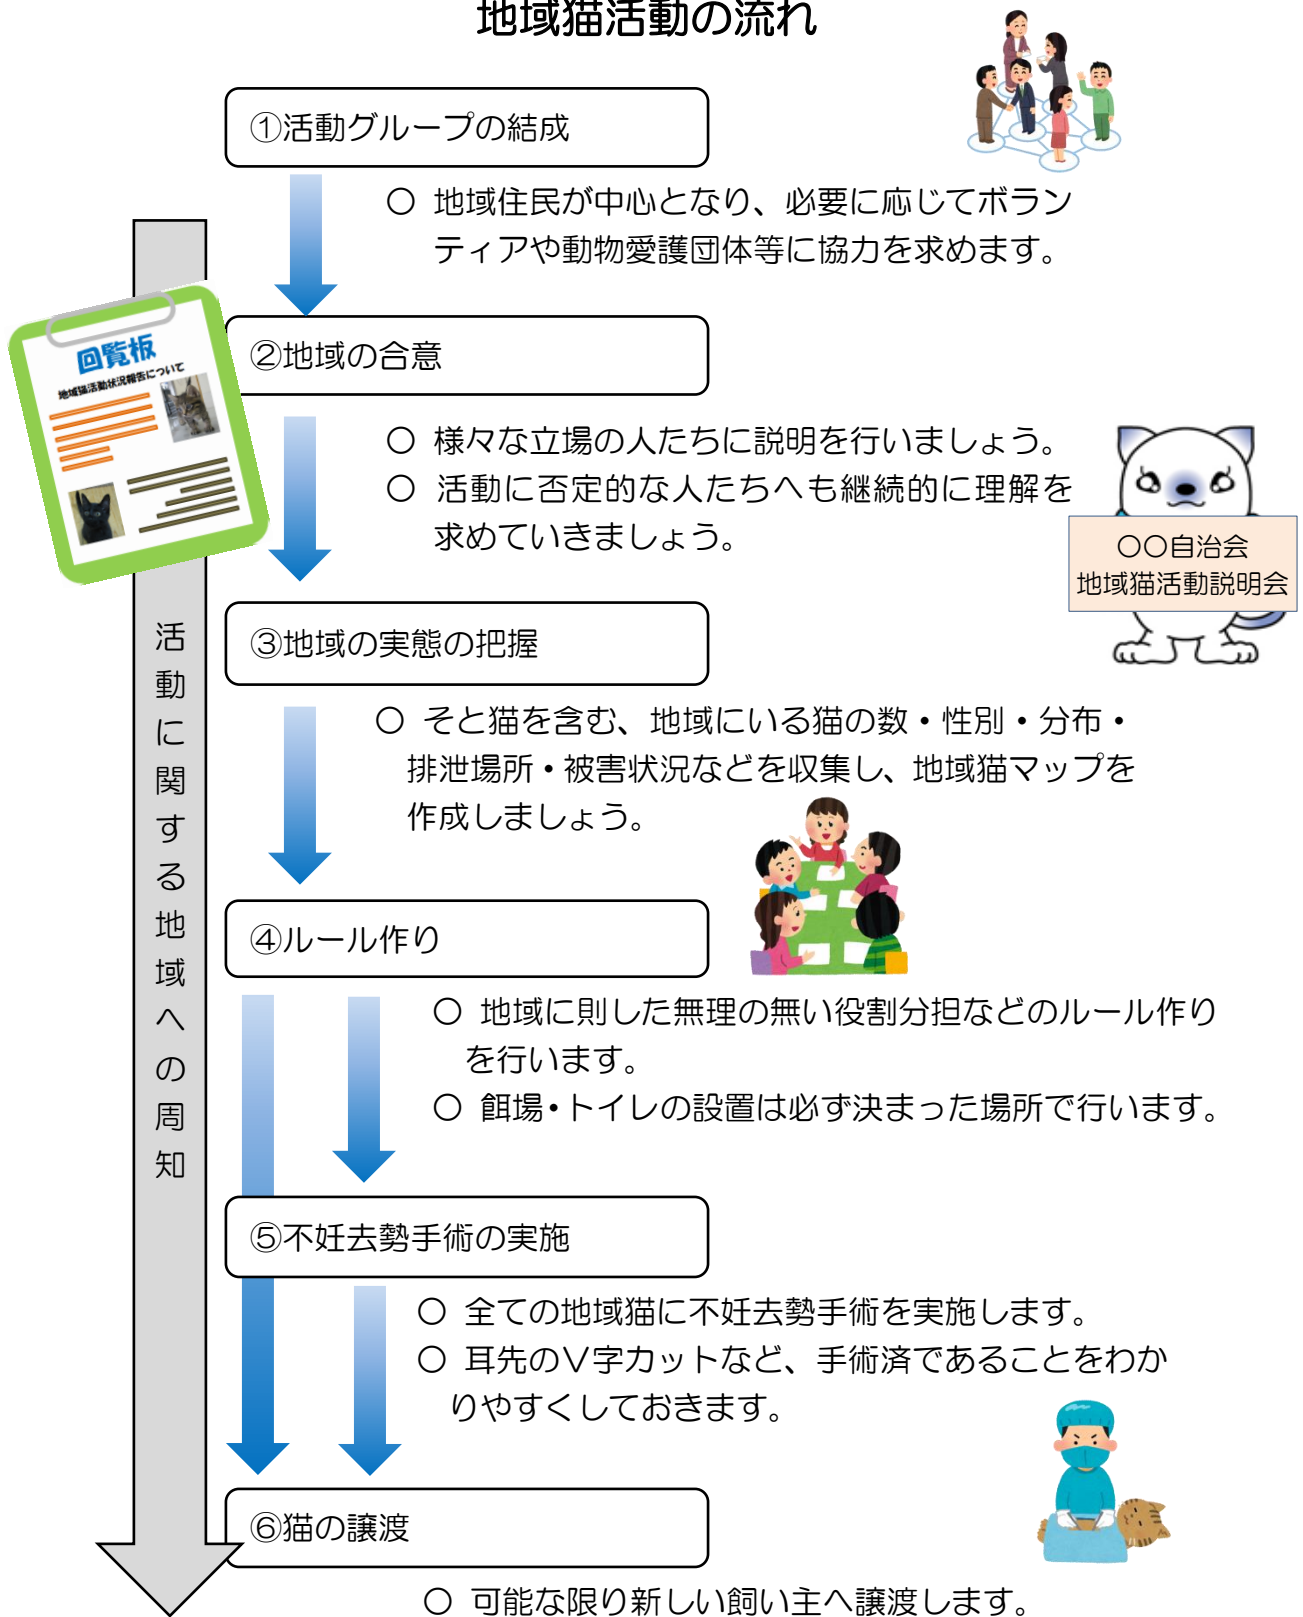 地域猫活動の流れ
①活動グループの結成
〇 地域住民が中心となり、必要に応じてボラン
ティアや動物愛護団体等に協力を求めます。
回覧板
地域猫活動状況報告について
②地域の合意
〇 様々な立場の人たちに説明を行いましょう。
〇 活動に否定的な人たちへも継続的に理解を
求めていきましょう。
〇〇自治会
地域猫活動説明会
活動に関する地域への周知
③地域の実態の把握
〇 そと猫を含む、地域にいる猫の数・性別・分布・
排泄場所・被害状況などを収集し、地域猫マップを
作成しましょう。
④ルール作り
〇 地域に則した無理の無い役割分担などのルール作り
を行います。
〇 餌場・トイレの設置は必ず決まった場所で行います。
⑤不妊去勢手術の実施
〇 全ての地域猫に不妊去勢手術を実施します。
〇 耳先のV字カットなど、手術済であることをわか
りやすくしておきます。
⑥猫の譲渡
〇 可能な限り新しい飼い主へ譲渡します。